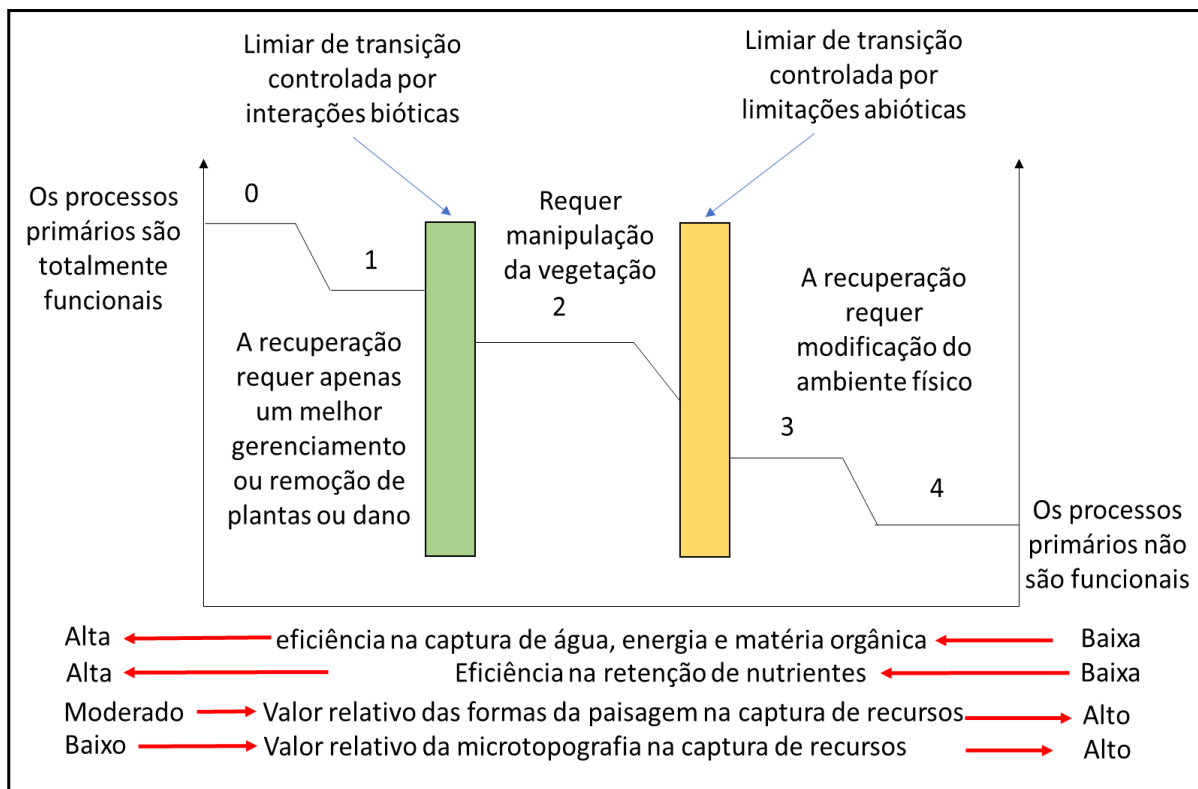 Limiar de transição
controlada por
interações bióticas
Limiar de transição
controlada por
limitações abióticas
Os processos
primários são
totalmente
funcionais
0
1
A recuperação
requer apenas
um melhor
gerenciamento
ou remoção de
plantas ou dano
Requer
manipulação
da vegetação
2
A recuperação
requer
modificação do
ambiente físico
3
4
Os processos
primários não
são funcionais
Alta eficiência na captura de água, energia e matéria orgânica Baixa
Alta Eficiência na retenção de nutrientes Baixa
Moderado Valor relativo das formas da paisagem na captura de recursos Alto
Baixo Valor relativo da microtopografia na captura de recursos Alto